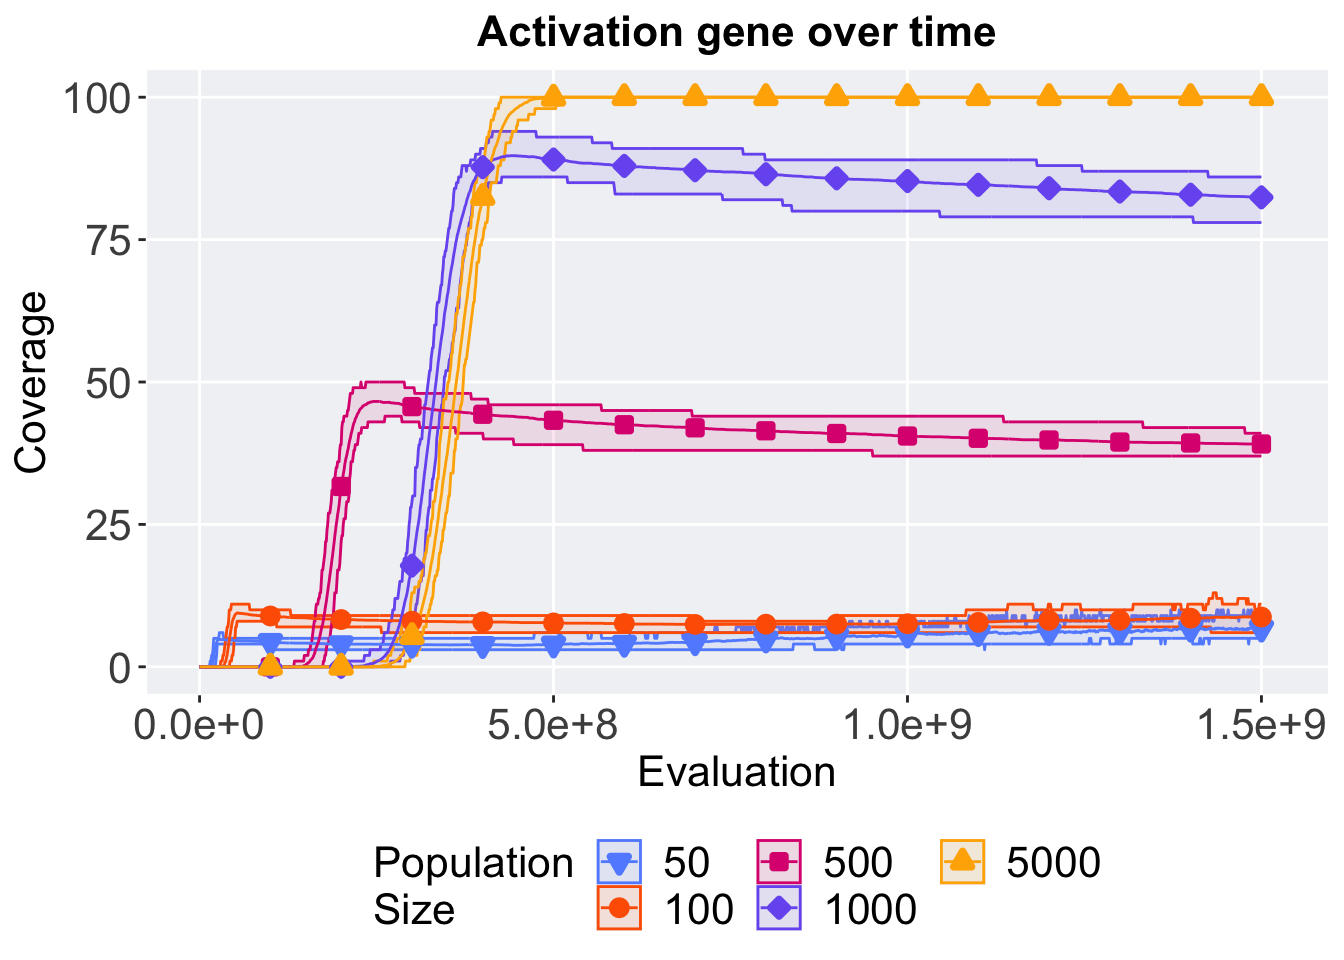 Activation gene over time
100
75
50
25
0
Coverage
0.0e+0 5.0e+8 1.0e+9 1.5e+9
Evaluation
Population Size
50 500 5000
100 1000